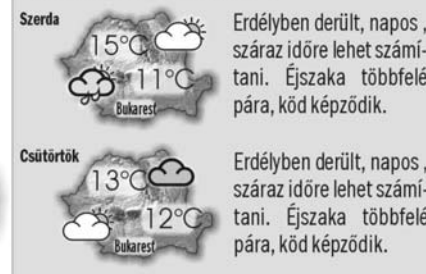 Szerda
15°C
11°C
Bukarest
Erdélyben derült, napos ,
száraz időre lehet számí-
tani. Éjszaka többfelé
pára, köd képződik.
Csütörtök
13°C
12°C
Bukarest
Erdélyben derült, napos ,
száraz időre lehet számí-
tani. Éjszaka többfelé
pára, köd képződik.